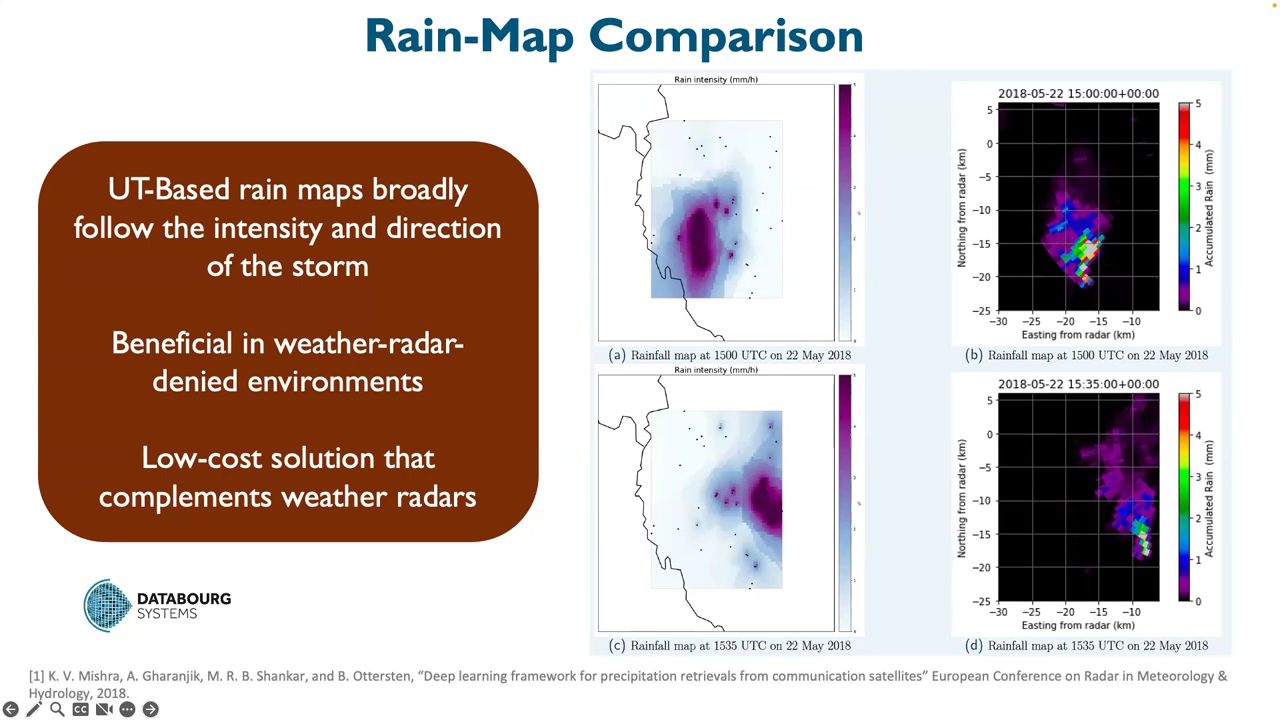 Rain-Map Comparison
UT-Based rain maps broadly
follow the intensity and direction
of the storm
Beneficial in weather-radar-
denied environments
Low-cost solution that
complements weather radars
DATABOURG
SYSTEMS
Rain intensity (mm/h)
(a) Rainfall map at 1500 UTC on 22 May 2018
2018-05-22 15:00:00+00:00
Northing from radar (km)
5
0
−5
−10
−15
−20
−25
−30 −25 −20 −15 −10
Easting from radar (km)
5
4
3
2
1
0
Accumulated Rain (mm)
(b) Rainfall map at 1500 UTC on 22 May 2018
Rain intensity (mm/h)
(c) Rainfall map at 1535 UTC on 22 May 2018
2018-05-22 15:35:00+00:00
Northing from radar (km)
5
0
−5
−10
−15
−20
−25
−30 −25 −20 −15 −10
Easting from radar (km)
5
4
3
2
1
0
Accumulated Rain (mm)
(d) Rainfall map at 1535 UTC on 22 May 2018
[1] K. V. Mishra, A. Gharanjik, M. R. B. Shankar, and B. Ottersten, “Deep learning framework for precipitation retrievals from communication satellites” European Conference on Radar in Meteorology &
Hydrology, 2018.
CC